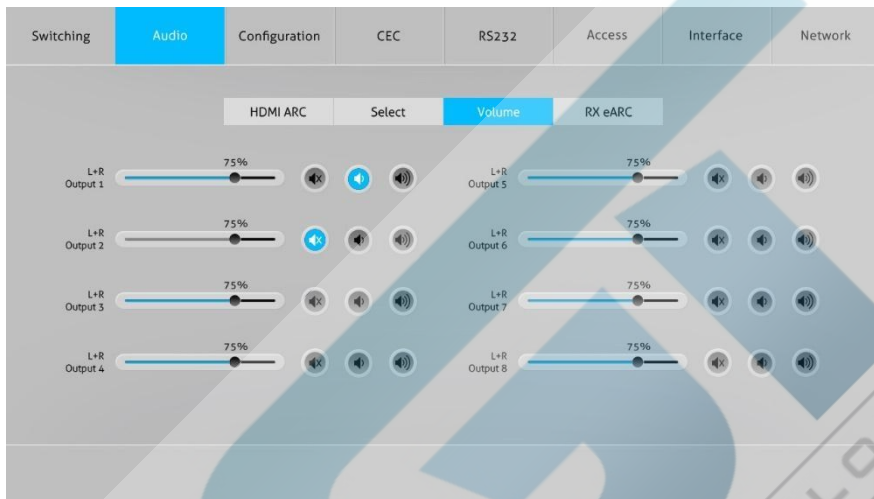 Switching Audio Configuration CEC RS232 Access Interface Network
HDMI ARC Select Volume RX eARC
L+R Output 1 75%
L+R Output 5 75%
L+R Output 2 75%
L+R Output 6 75%
L+R Output 3 75%
L+R Output 7 75%
L+R Output 4 75%
L+R Output 8 75%